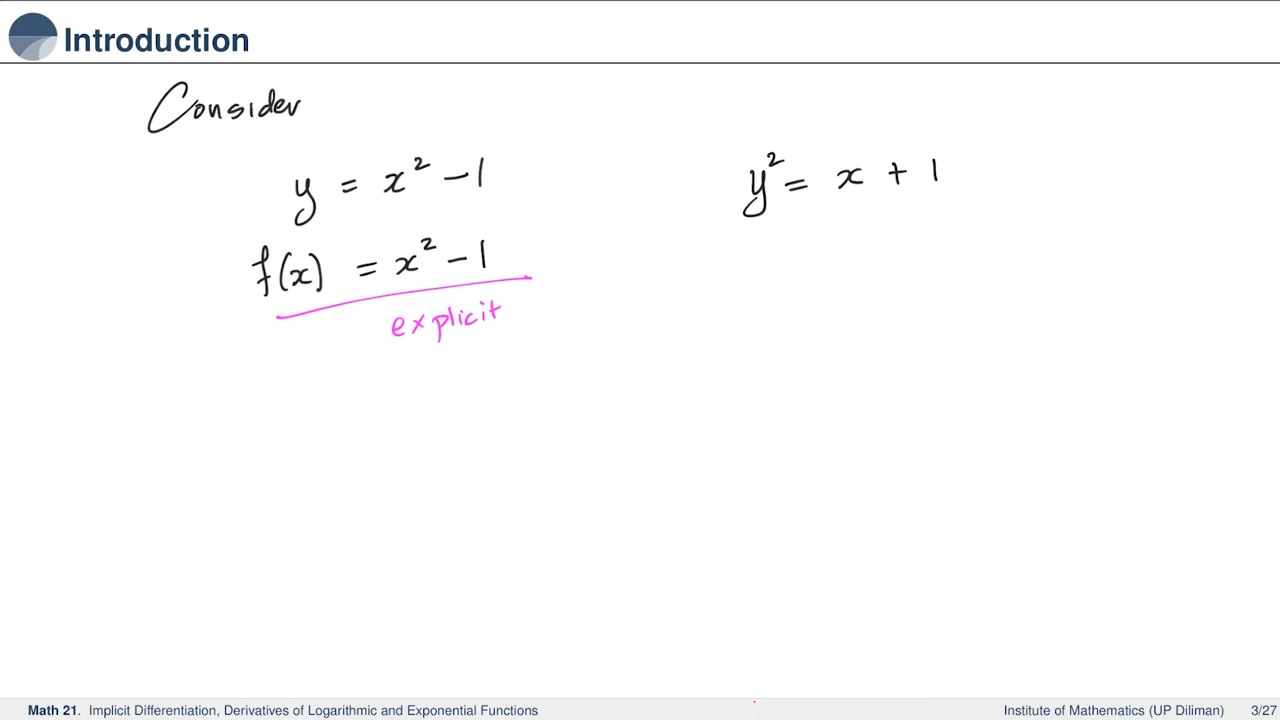 Introduction
Consider
y = x² - 1
y² = x + 1
f(x) = x² - 1
explicit
Math 21. Implicit Differentiation, Derivatives of Logarithmic and Exponential Functions
Institute of Mathematics (UP Diliman)
3/27